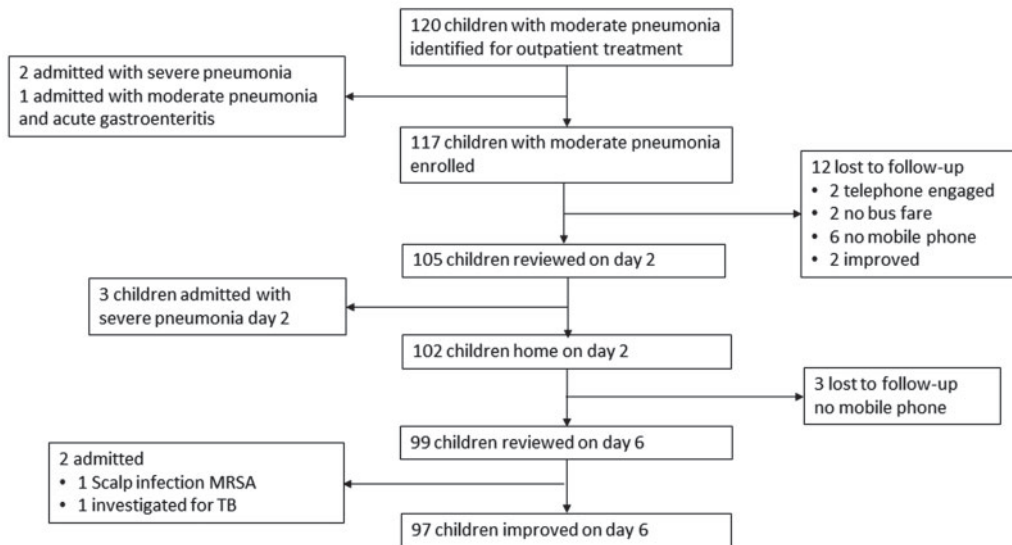 120 children with moderate pneumonia
identified for outpatient treatment
2 admitted with severe pneumonia
1 admitted with moderate pneumonia
and acute gastroenteritis
117 children with moderate pneumonia
enrolled
12 lost to follow-up
• 2 telephone engaged
• 2 no bus fare
• 6 no mobile phone
• 2 improved
105 children reviewed on day 2
3 children admitted with
severe pneumonia day 2
102 children home on day 2
3 lost to follow-up
no mobile phone
99 children reviewed on day 6
2 admitted
• 1 Scalp infection MRSA
• 1 investigated for TB
97 children improved on day 6